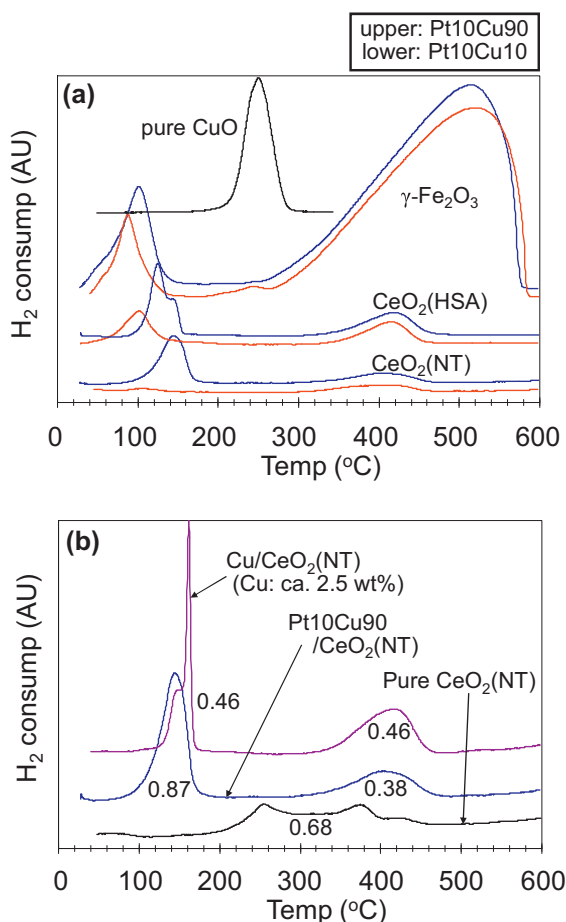 upper: Pt10Cu90
lower: Pt10Cu10
(a)
pure CuO
γ-Fe₂O₃
CeO₂(HSA)
CeO₂(NT)
H₂ consump (AU)
0 100 200 300 400 500 600
Temp (°C)
(b)
Cu/CeO₂(NT)
(Cu: ca. 2.5 wt%)
Pt10Cu90
/CeO₂(NT)
Pure CeO₂(NT)
0.46
0.46
0.87
0.38
0.68
H₂ consump (AU)
0 100 200 300 400 500 600
Temp (°C)